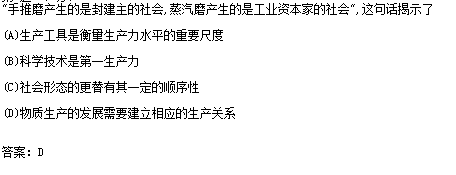 "手推磨产生的是封建主的社会,蒸汽磨产生的是工业资本家的社会",这句话揭示了
(A)生产工具是衡量生产力水平的重要尺度
(B)科学技术是第一生产力
(C)社会形态的更替有其一定的顺序性
(D)物质生产的发展需要建立相应的生产关系
答案：D